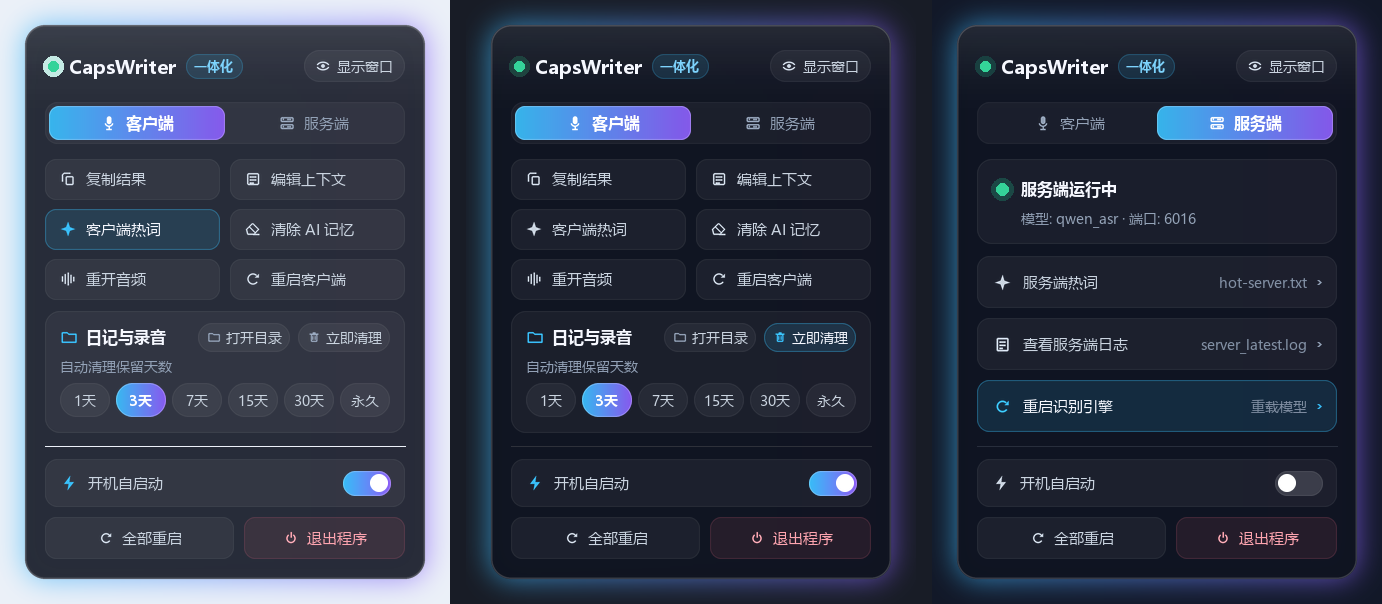 CapsWriter 一体化 显示窗口
客户端 服务端
复制结果 编辑上下文
客户端热词 清除 AI 记忆
重开音频 重启客户端
日记与录音 打开目录 立即清理
自动清理保留天数
1天 3天 7天 15天 30天 永久
开机自启动
全部重启 退出程序
CapsWriter 一体化 显示窗口
客户端 服务端
复制结果 编辑上下文
客户端热词 清除 AI 记忆
重开音频 重启客户端
日记与录音 打开目录 立即清理
自动清理保留天数
1天 3天 7天 15天 30天 永久
开机自启动
全部重启 退出程序
CapsWriter 一体化 显示窗口
客户端 服务端
服务端运行中
模型: qwen_asr · 端口: 6016
服务端热词 hot-server.txt ›
查看服务端日志 server_latest.log ›
重启识别引擎 重载模型 ›
开机自启动
全部重启 退出程序